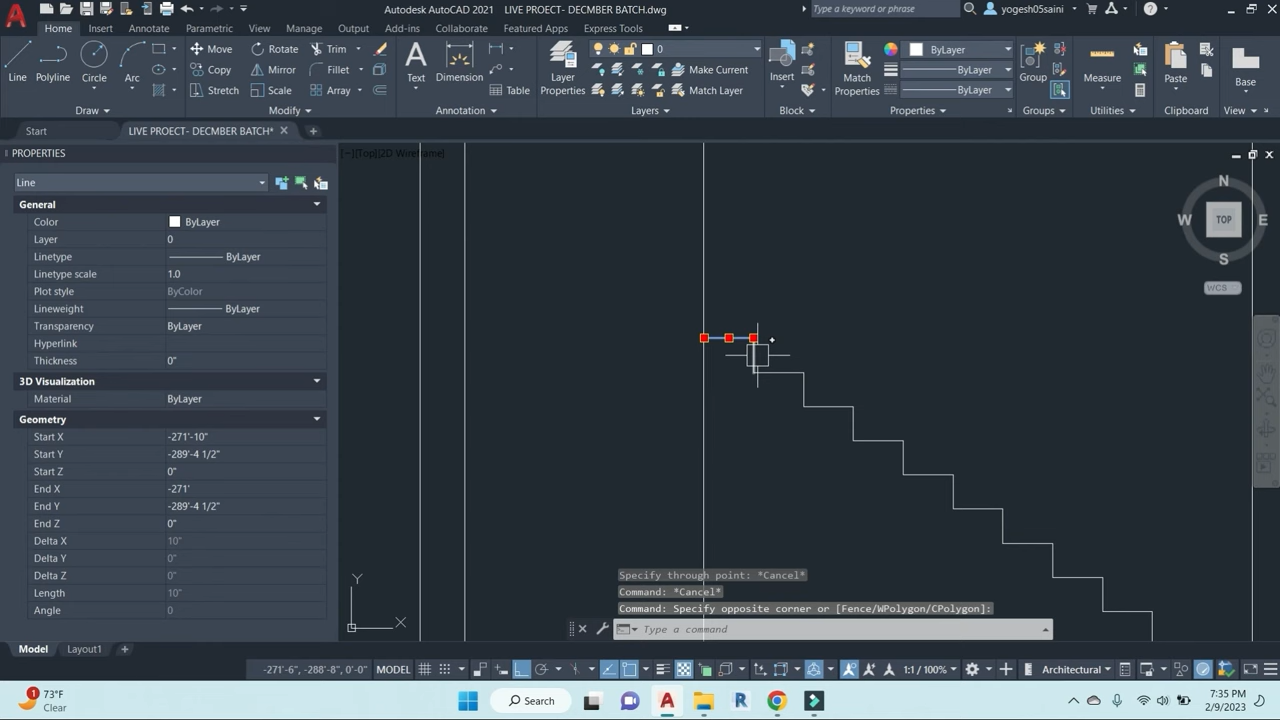 Autodesk AutoCAD 2021 LIVE PROECT- DECMBER BATCH.dwg
Type a keyword or phrase
yogesh05saini
Home Insert Annotate Parametric View Manage Output Add-ins Collaborate Featured Apps Express Tools
Line Polyline Circle Arc
Move Rotate Trim
Copy Mirror Fillet
Stretch Scale Array
Text Dimension Table
Layer Properties
0
Make Current
Match Layer
Insert
Match Properties
ByLayer
ByLayer
ByLayer
Group
Measure
Paste
Base
Draw Modify Annotation Layers Block Properties Groups Utilities Clipboard View
Start LIVE PROECT- DECMBER BATCH*
PROPERTIES
[−][Top][2D Wireframe]
Line
General
Color ByLayer
Layer 0
Linetype ByLayer
Linetype scale 1.0
Plot style ByColor
Lineweight ByLayer
Transparency ByLayer
Hyperlink
Thickness 0"
3D Visualization
Material ByLayer
Geometry
Start X -271'-10"
Start Y -289'-4 1/2"
Start Z 0"
End X -271'
End Y -289'-4 1/2"
End Z 0"
Delta X 10"
Delta Y 0"
Delta Z 0"
Length 10"
Angle 0
N
W TOP E
S
WCS
Y
X
Specify through point: *Cancel*
Command: *Cancel*
Command: Specify opposite corner or [Fence/WPolygon/CPolygon]:
Type a command
Model Layout1
-271'-6", -288'-8", 0'-0" MODEL 1:1 / 100% Architectural
1
73°F
Clear
Search
7:35 PM
2/9/2023